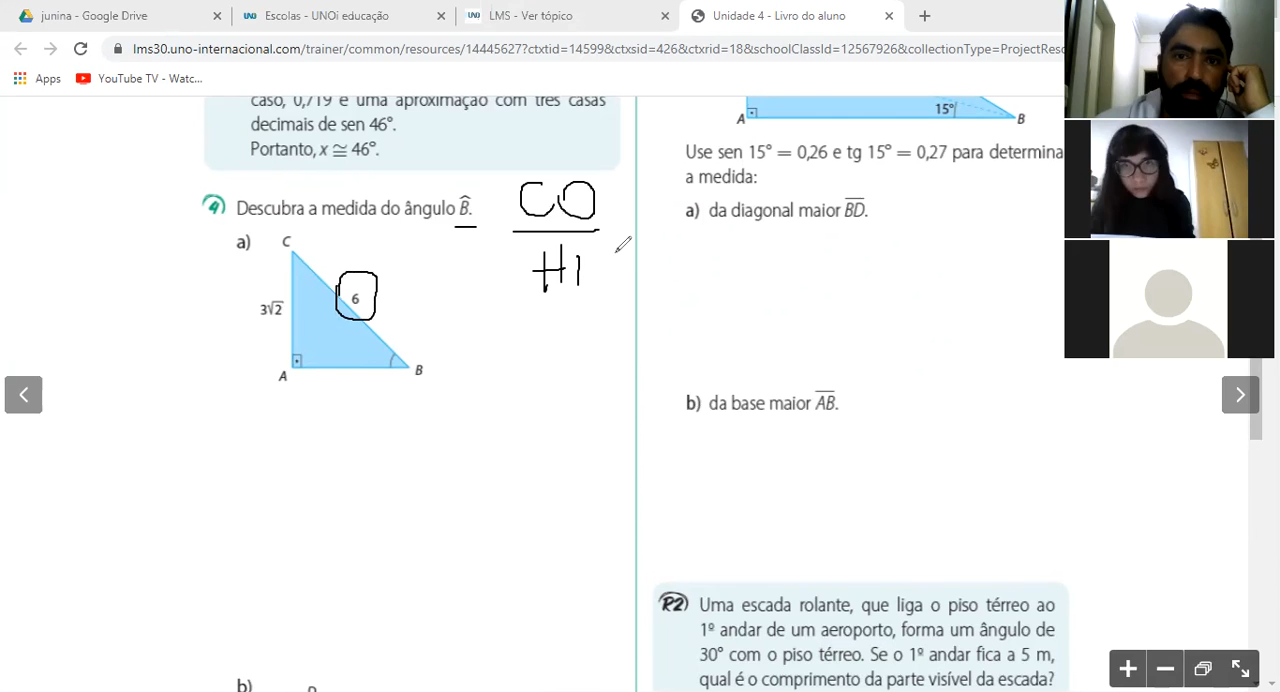 junina - Google Drive
UNO Escolas - UNOi educação
UNO LMS - Ver tópico
Unidade 4 - Livro do aluno
lms30.uno-internacional.com/trainer/common/resources/14445627?ctxtid=14599&ctxsid=426&ctxrid=18&schoolClassId=12567926&collectionType=ProjectReso
Apps
YouTube TV - Watc...
caso, 0,719 é uma aproximação com três casas
decimais de sen 46°.
Portanto, x ≅ 46°.
4 Descubra a medida do ângulo B̂.
a)
C
3√2
6
A
B
CO
HI
b)
D
A
15°
B
Use sen 15° = 0,26 e tg 15° = 0,27 para determina
a medida:
a) da diagonal maior B̅D̅.
b) da base maior A̅B̅.
R2 Uma escada rolante, que liga o piso térreo ao
1º andar de um aeroporto, forma um ângulo de
30° com o piso térreo. Se o 1º andar fica a 5 m,
qual é o comprimento da parte visível da escada?